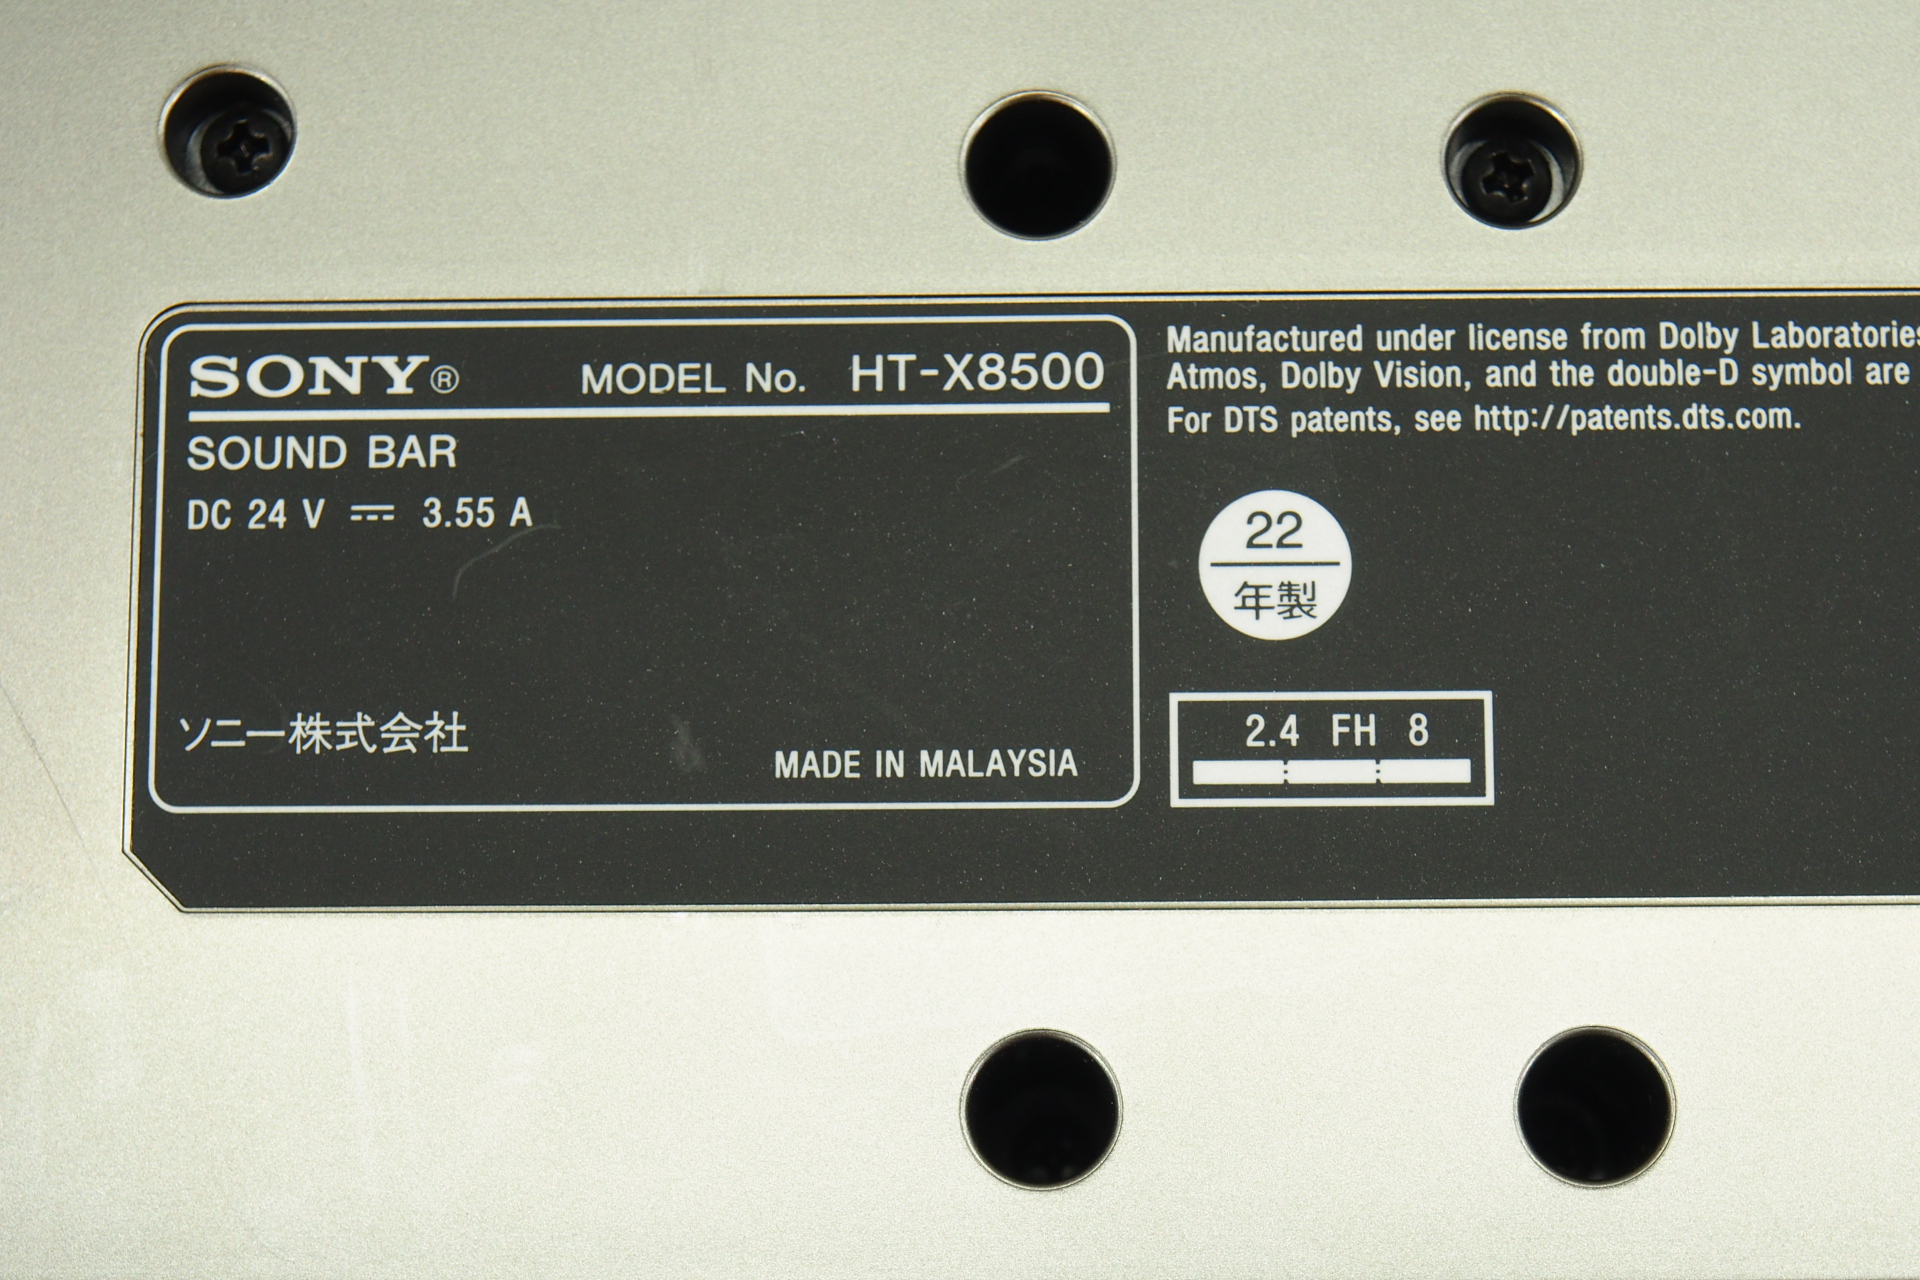 SONY® MODEL No. HT-X8500
SOUND BAR
DC 24 V ⎓ 3.55 A
ソニー株式会社
MADE IN MALAYSIA
Manufactured under license from Dolby Laboratories
Atmos, Dolby Vision, and the double-D symbol are
For DTS patents, see http://patents.dts.com.
22
年製
2.4 FH 8